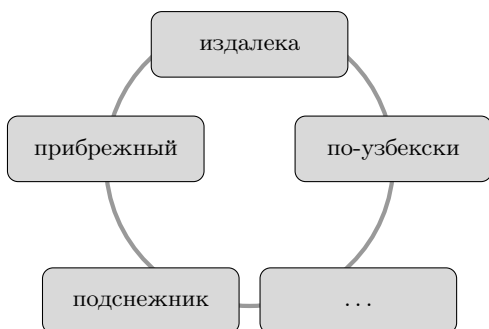 издалека
прибрежный
по-узбекски
подснежник
...